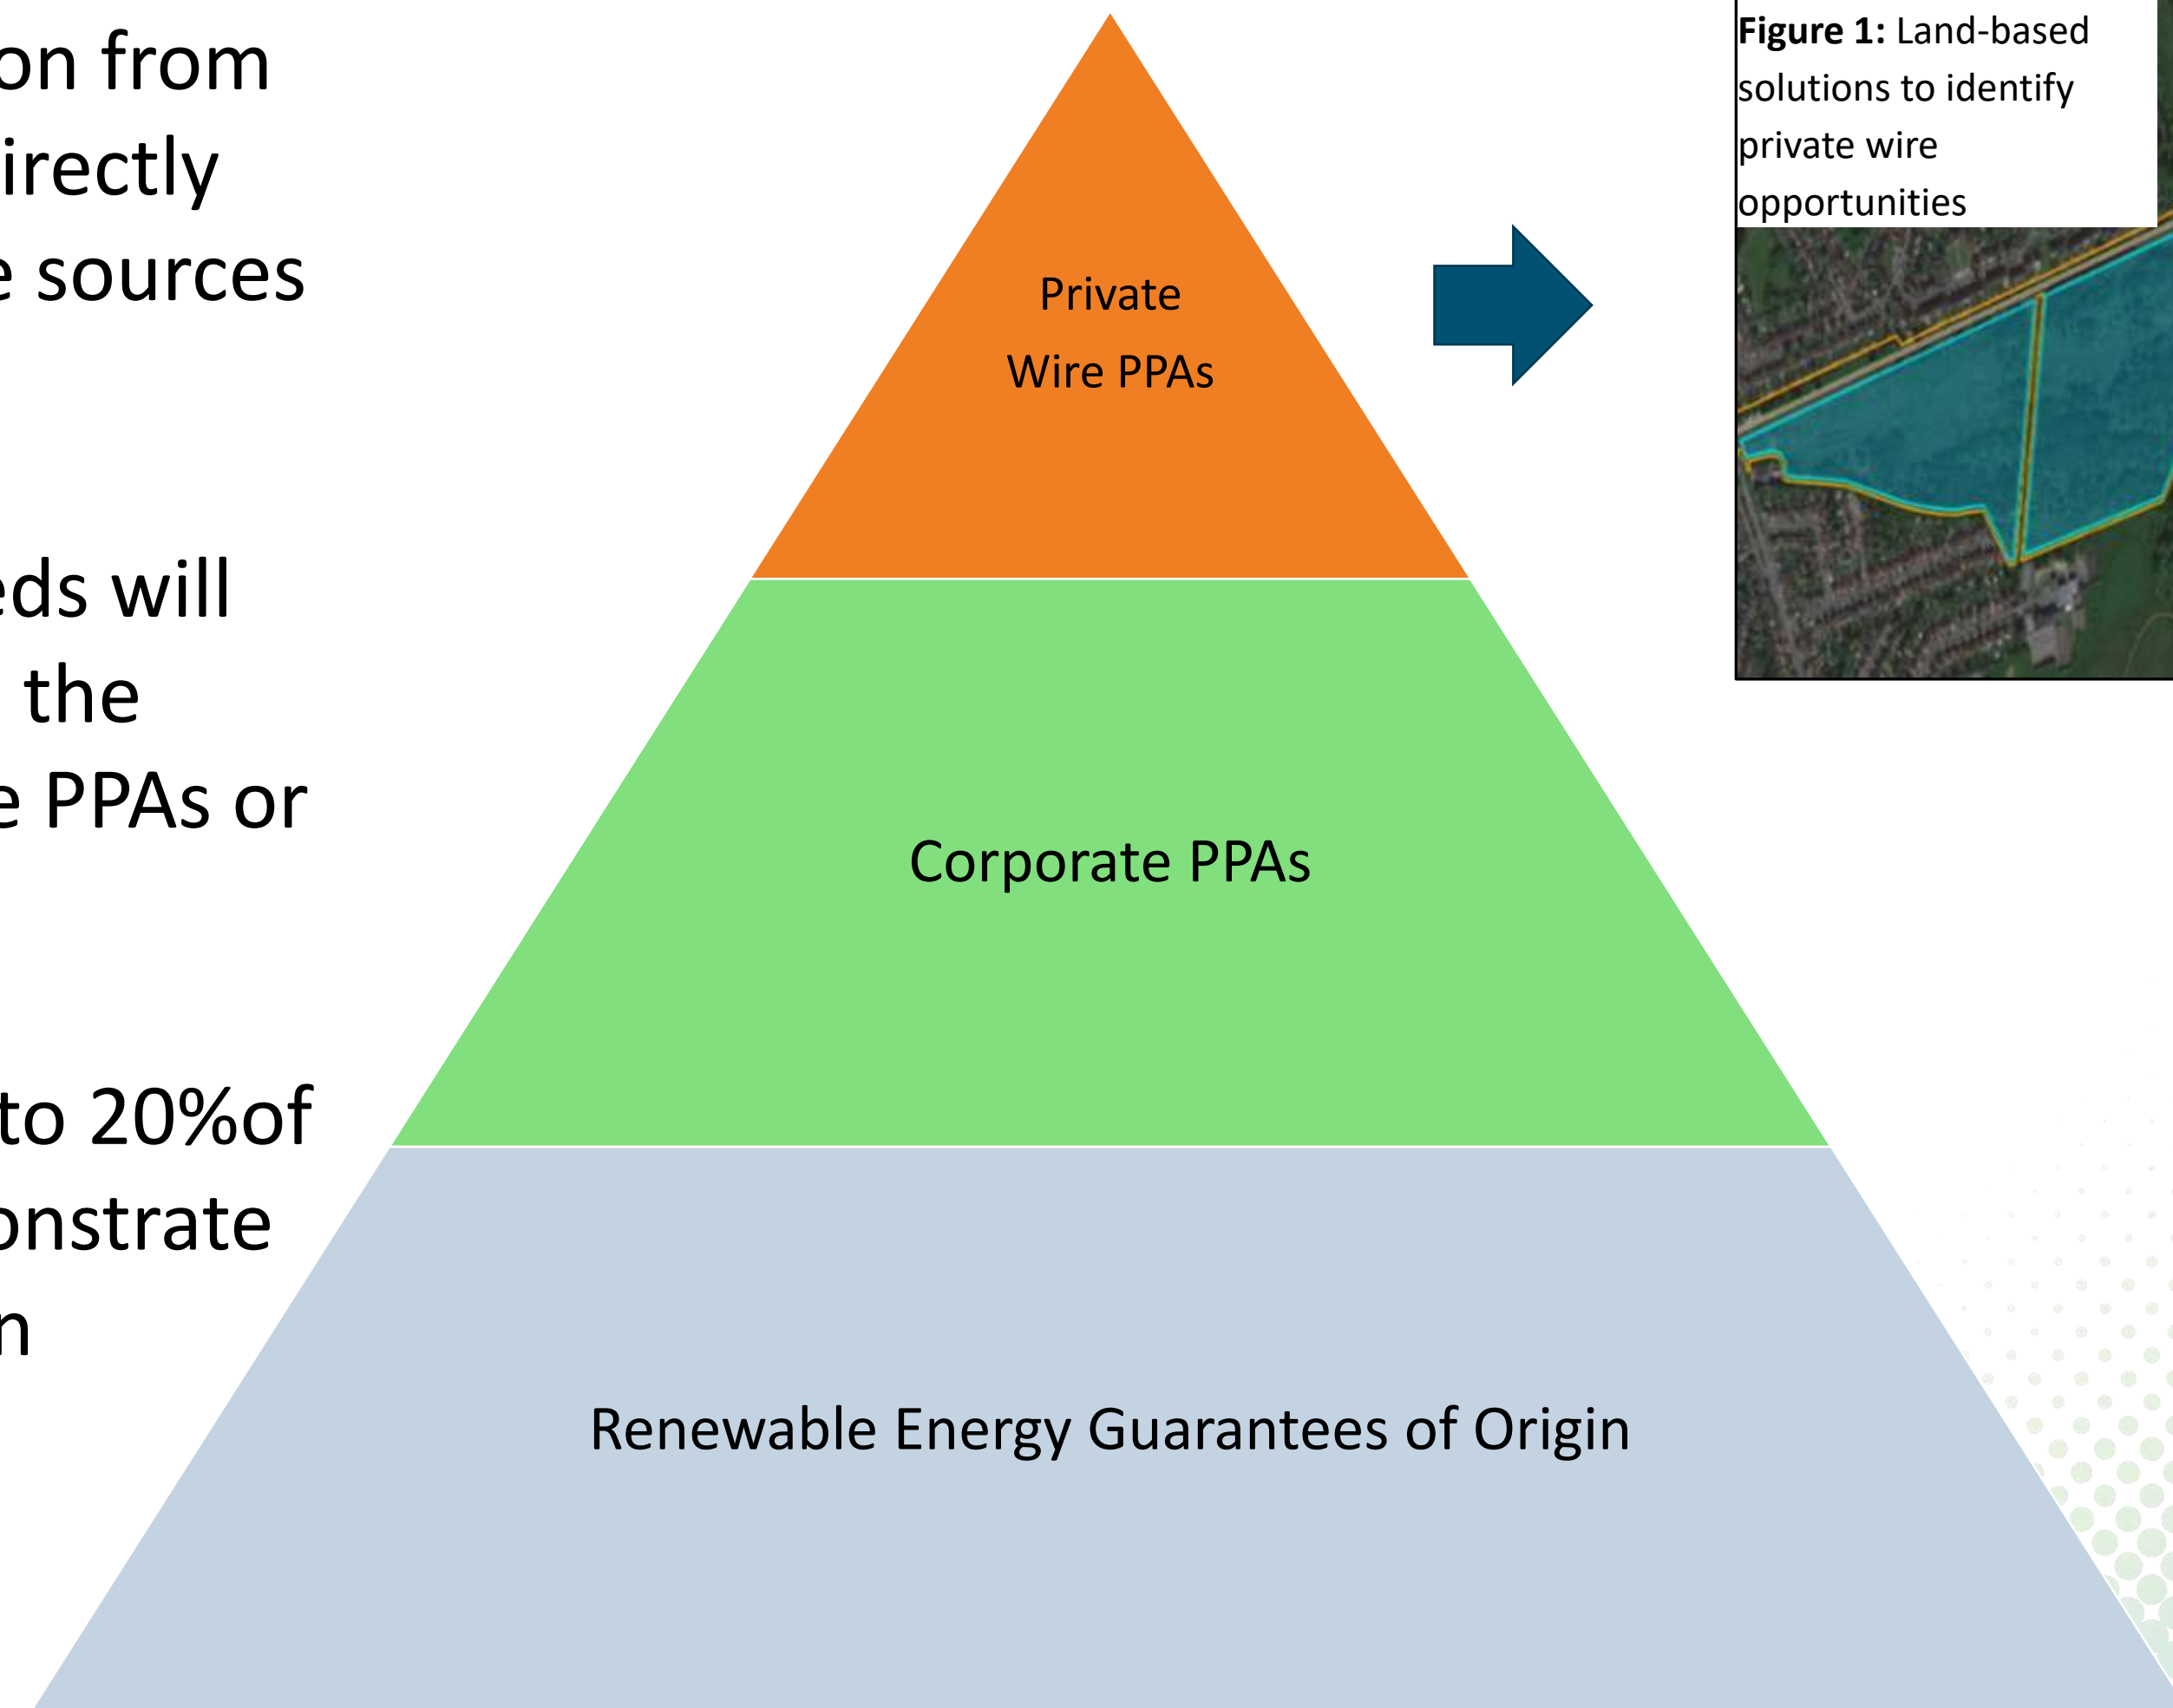 on from
irectly
e sources
eds will
the
e PPAs or
to 20%of
onstrate
n
Private
Wire PPAs
Corporate PPAs
Renewable Energy Guarantees of Origin
Figure 1: Land-based
solutions to identify
private wire
opportunities